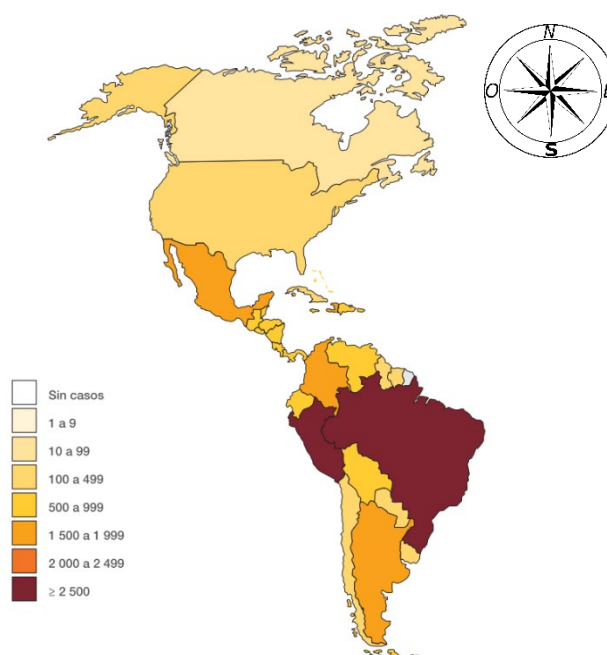 N
O
E
S
Sin casos
1 a 9
10 a 99
100 a 499
500 a 999
1 500 a 1 999
2 000 a 2 499
≥ 2 500